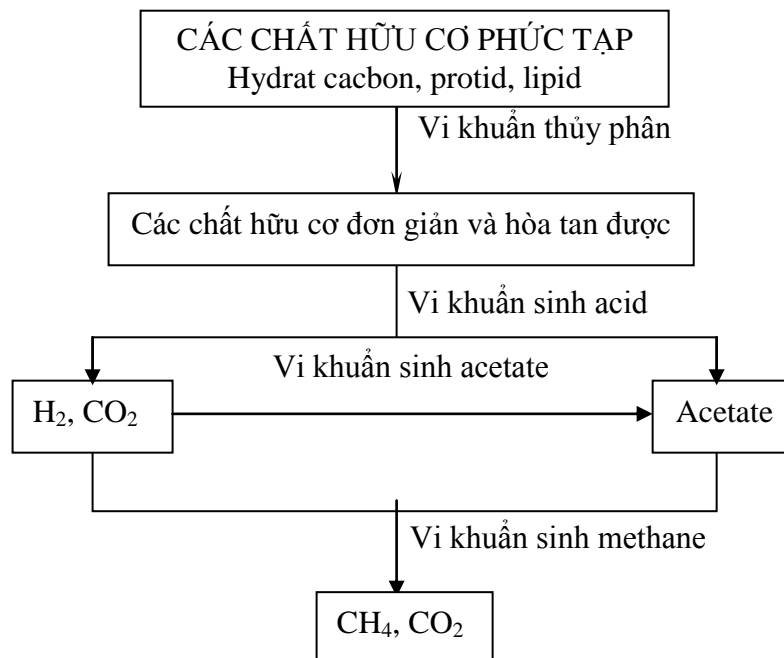 CÁC CHẤT HỮU CƠ PHỨC TẠP
Hydrat cacbon, protid, lipid
Vi khuẩn thủy phân
Các chất hữu cơ đơn giản và hòa tan được
Vi khuẩn sinh acid
Vi khuẩn sinh acetate
H₂, CO₂
Acetate
Vi khuẩn sinh methane
CH₄, CO₂